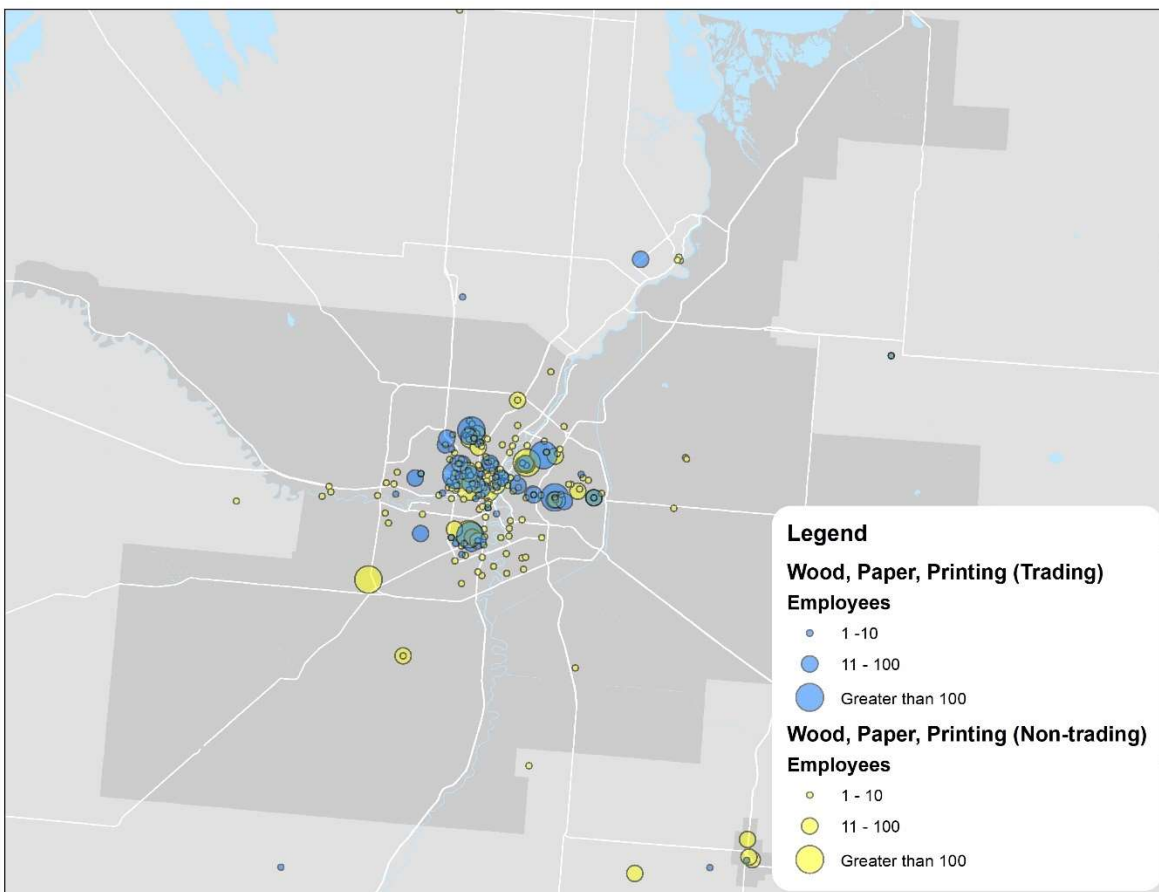 Legend
Wood, Paper, Printing (Trading)
Employees
1 -10
11 - 100
Greater than 100
Wood, Paper, Printing (Non-trading)
Employees
1 - 10
11 - 100
Greater than 100